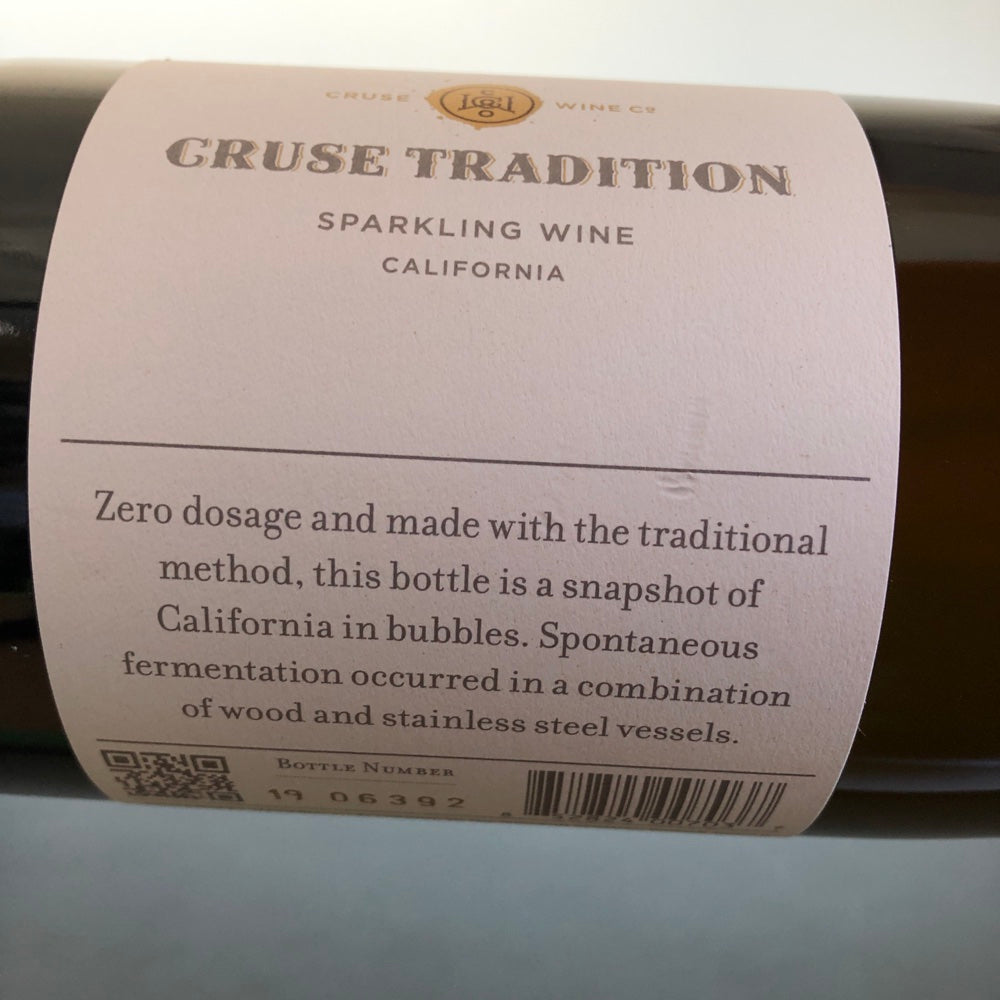 CRUSE WINE Cº
CRUSE TRADITION
SPARKLING WINE
CALIFORNIA
Zero dosage and made with the traditional
method, this bottle is a snapshot of
California in bubbles. Spontaneous
fermentation occurred in a combination
of wood and stainless steel vessels.
BOTTLE NUMBER
19 06392